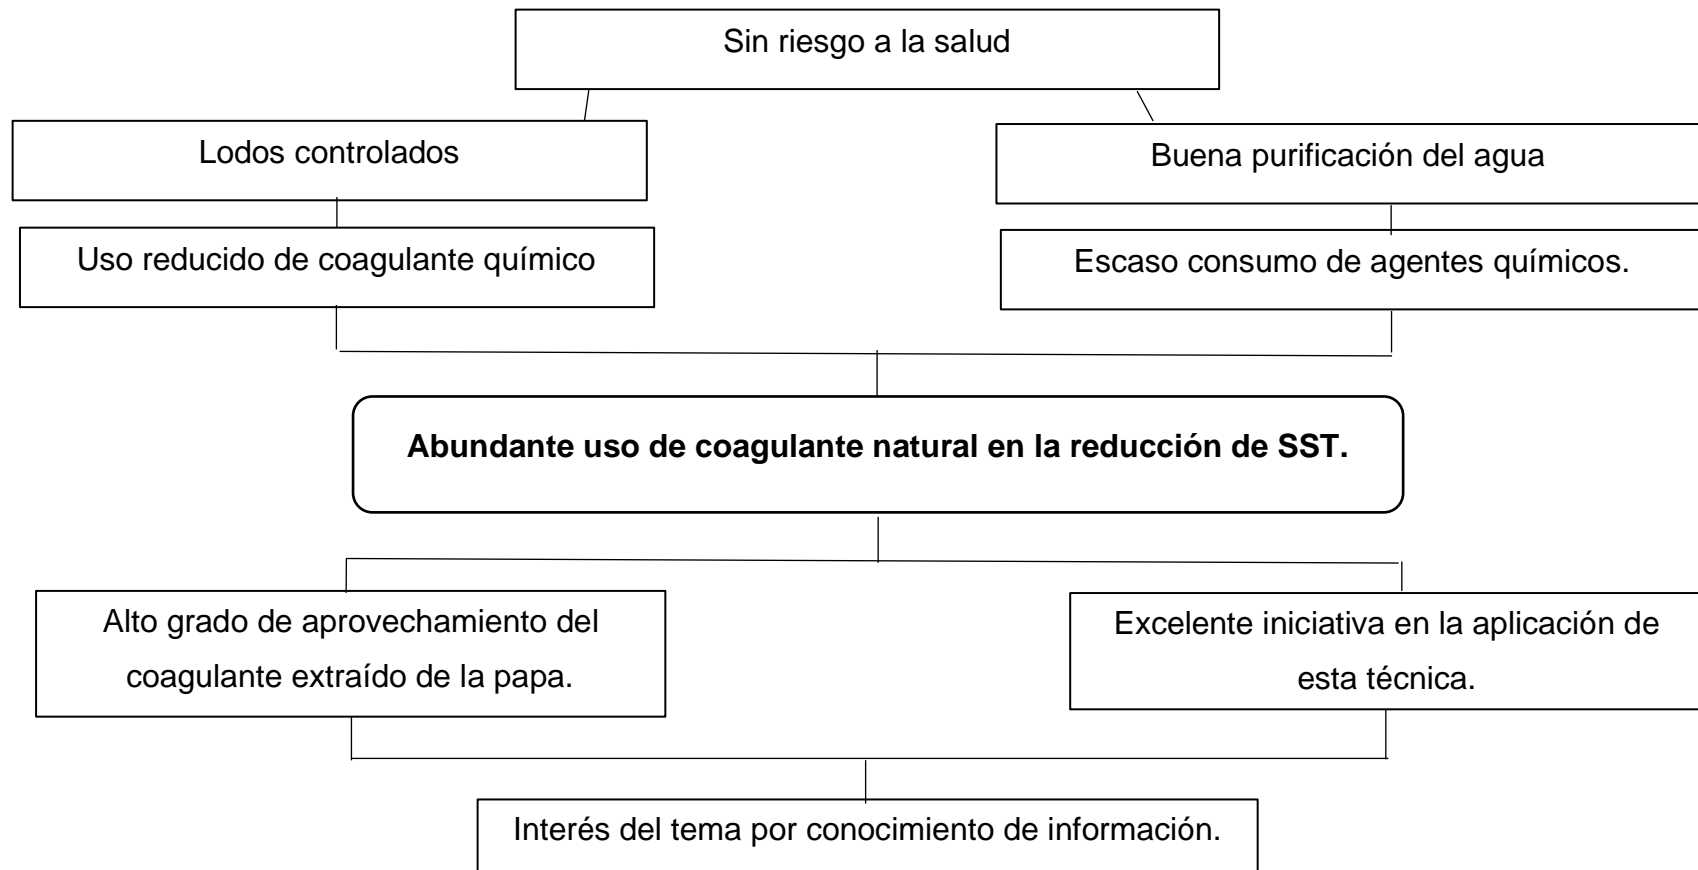 Sin riesgo a la salud
Lodos controlados
Buena purificación del agua
Uso reducido de coagulante químico
Escaso consumo de agentes químicos.
Abundante uso de coagulante natural en la reducción de SST.
Alto grado de aprovechamiento del
coagulante extraído de la papa.
Excelente iniciativa en la aplicación de
esta técnica.
Interés del tema por conocimiento de información.